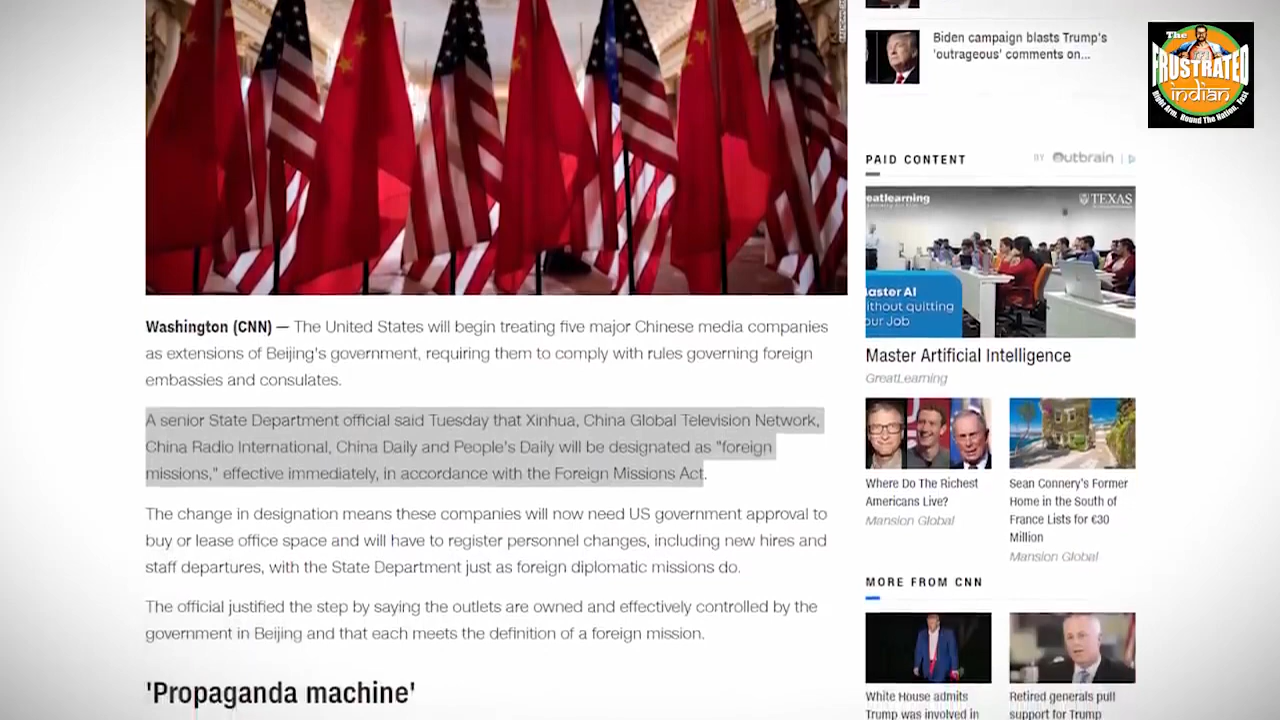 Biden campaign blasts Trump's
'outrageous' comments on...
The
FRUSTRATED
indian
Right Arm, Round The Nation, Fast
PAID CONTENT
BY Outbrain
eatlearning
TEXAS
aster AI
ithout quitting
our Job
Master Artificial Intelligence
GreatLearning
Where Do The Richest
Americans Live?
Mansion Global
Sean Connery's Former
Home in the South of
France Lists for €30
Million
Mansion Global
MORE FROM CNN
White House admits
Trump was involved in
Retired generals pull
support for Trump
Washington (CNN) — The United States will begin treating five major Chinese media companies
as extensions of Beijing's government, requiring them to comply with rules governing foreign
embassies and consulates.
A senior State Department official said Tuesday that Xinhua, China Global Television Network,
China Radio International, China Daily and People's Daily will be designated as "foreign
missions," effective immediately, in accordance with the Foreign Missions Act.
The change in designation means these companies will now need US government approval to
buy or lease office space and will have to register personnel changes, including new hires and
staff departures, with the State Department just as foreign diplomatic missions do.
The official justified the step by saying the outlets are owned and effectively controlled by the
government in Beijing and that each meets the definition of a foreign mission.
'Propaganda machine'